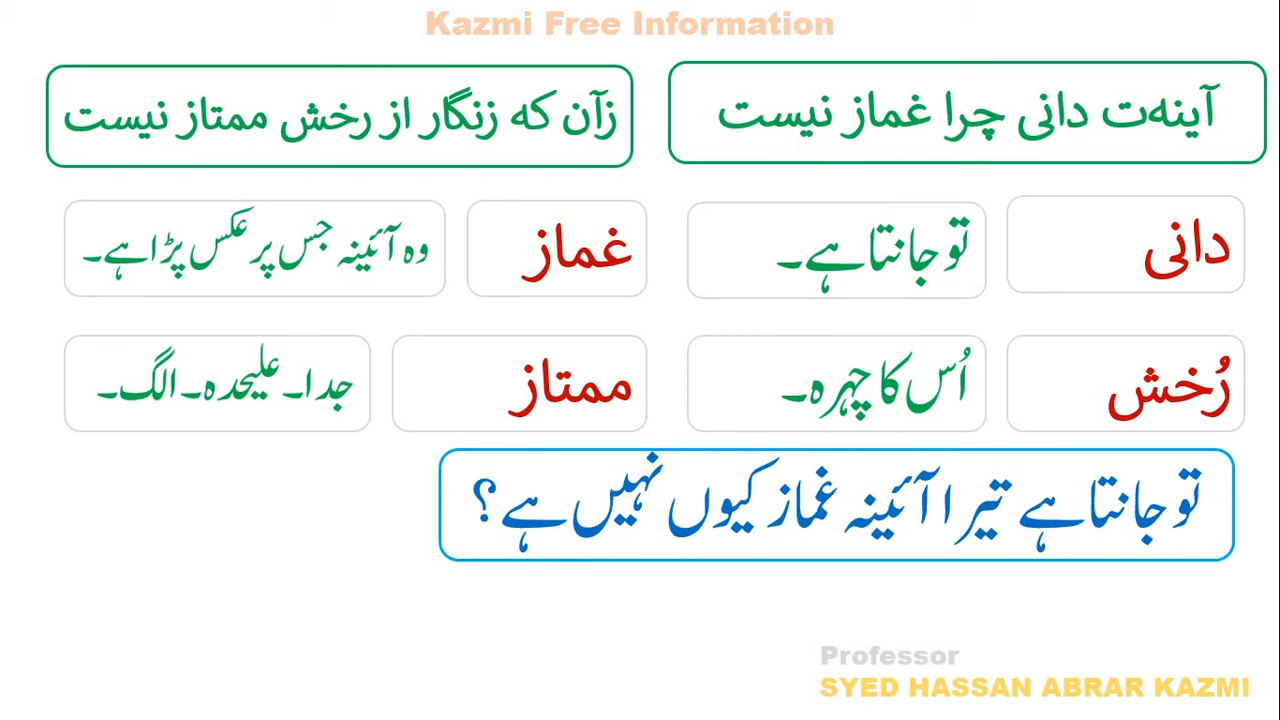 Kazmi Free Information
آینه‌ت دانی چرا غماز نیست
زآن که زنگار از رخش ممتاز نیست
دانی
تو جانتا ہے۔
غماز
وہ آئینہ جس پر عکس پڑا ہے۔
رُخش
اُس کا چہرہ۔
ممتاز
جدا۔ علیحدہ۔ الگ۔
تو جانتا ہے تیرا آئینہ غماز کیوں نہیں ہے؟
Professor
SYED HASSAN ABRAR KAZMI